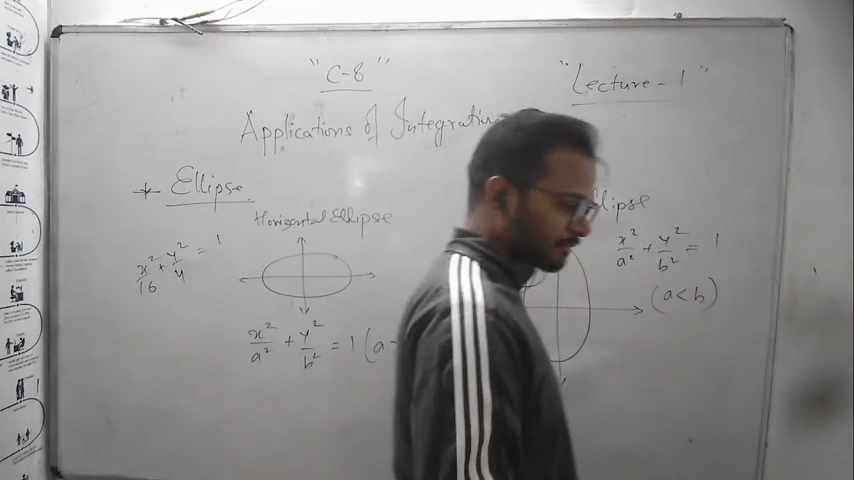 "C-8"
"Lecture-1"
Applications of Integration
* Ellipse
Horizontal Ellipse
llipse
x²/16 + y²/4 = 1
x²/a² + y²/b² = 1
(a < b)
x²/a² + y²/b² = 1 (a